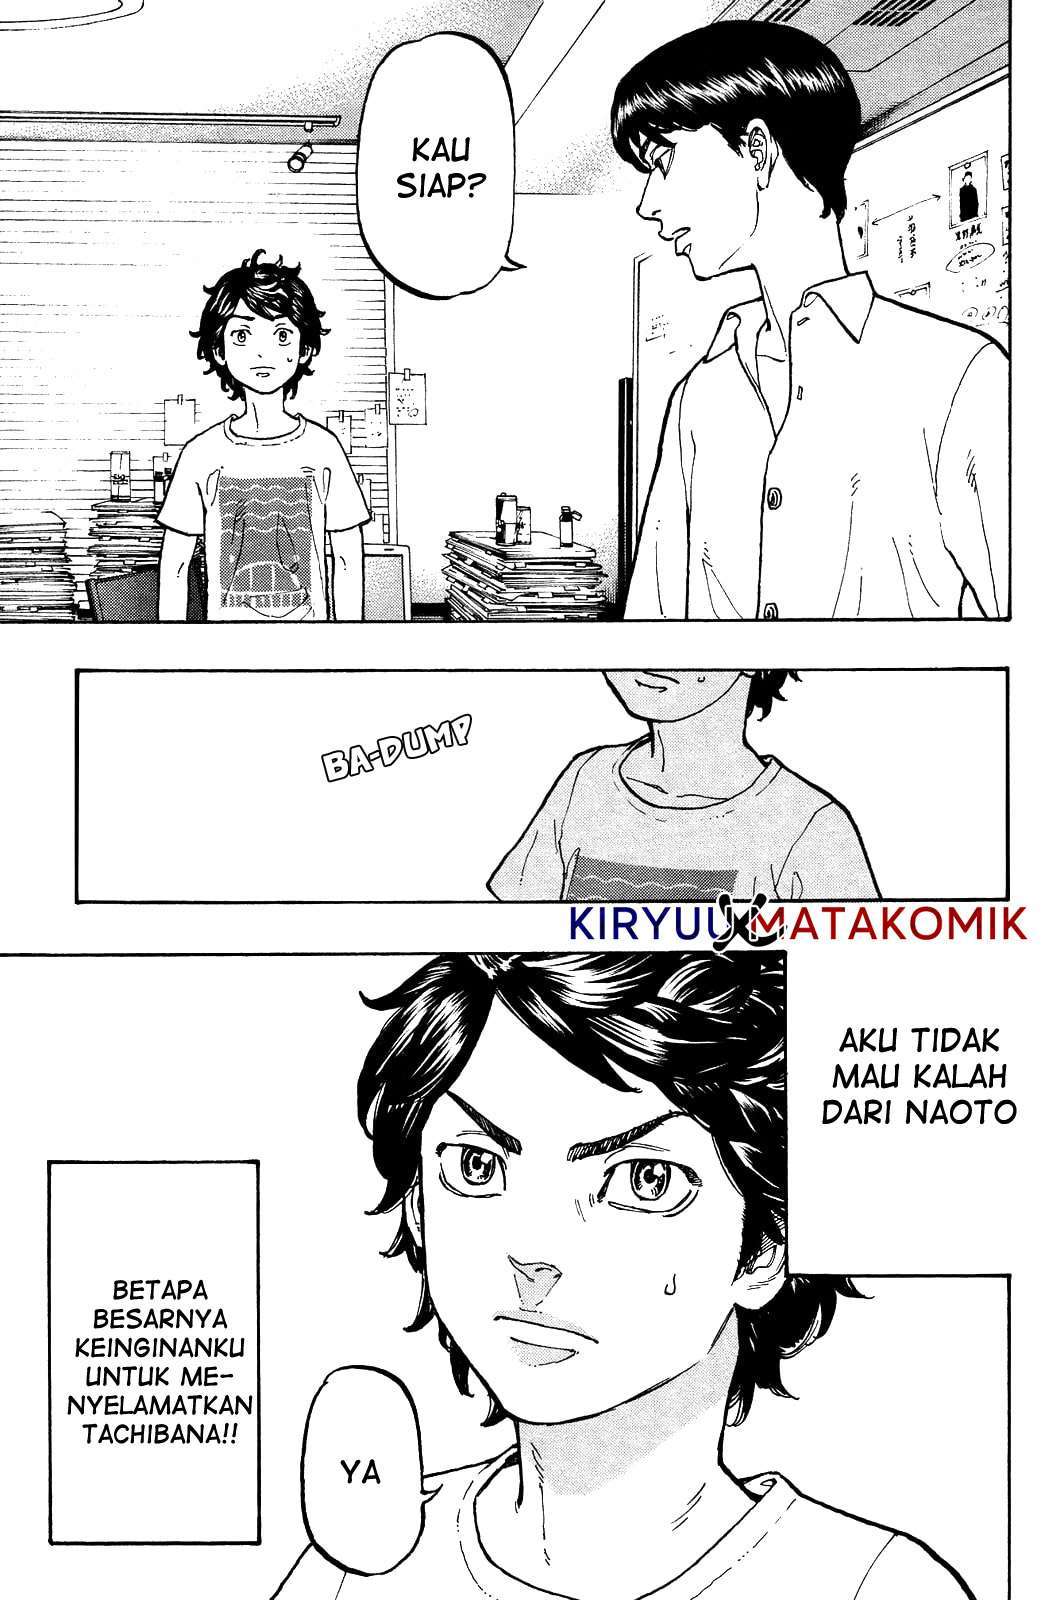 KAU
SIAP?
BA-DUMP
KIRYUU X MATAKOMIK
AKU TIDAK
MAU KALAH
DARI NAOTO
BETAPA
BESARNYA
KEINGINANKU
UNTUK ME-
NYELAMATKAN
TACHIBANA!!
YA